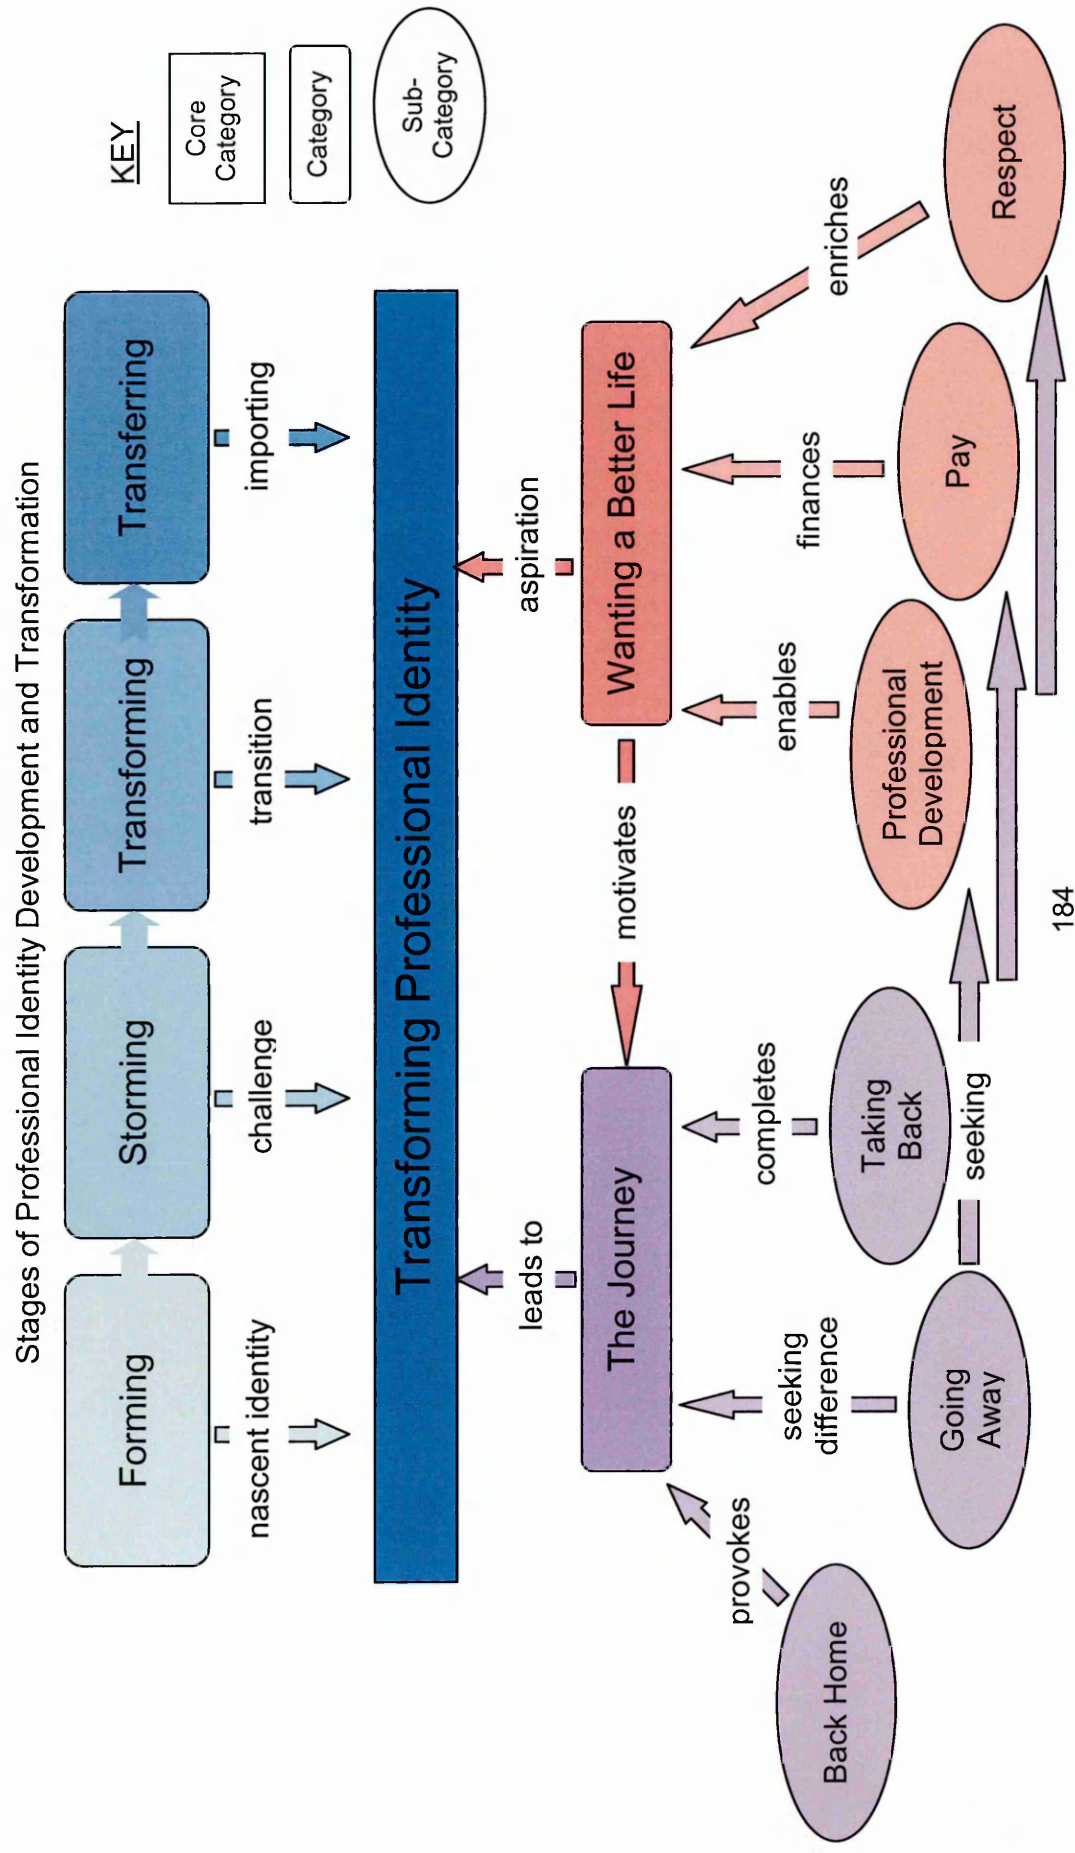 Stages of Professional Identity Development and Transformation
KEY
Forming
Storming
Transforming
Transferring
Core
Category
Category
Sub-
Category
nascent identity
challenge
transition
importing
Transforming Professional Identity
leads to
aspiration
The Journey
motivates
Wanting a Better Life
provokes
seeking
difference
completes
enables
finances
enriches
Back Home
Going
Away
Taking
Back
seeking
Professional
Development
Pay
Respect
184